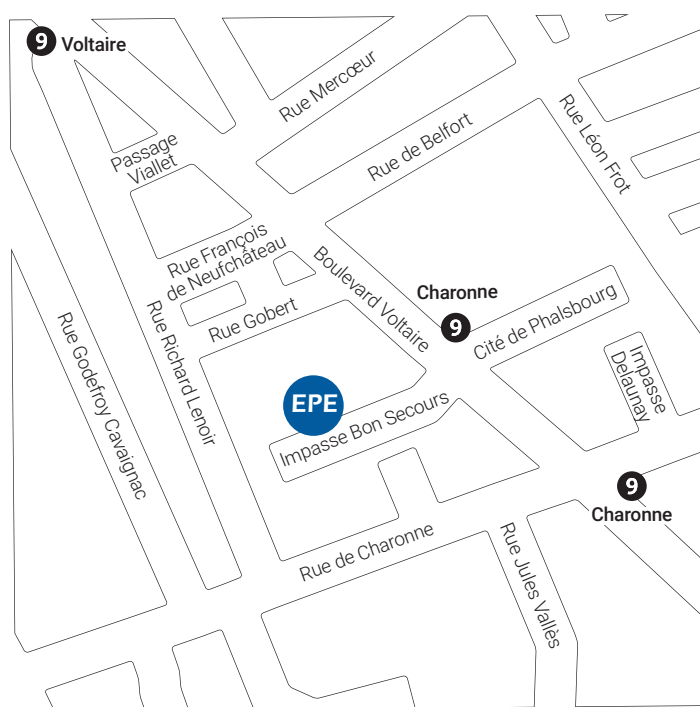 9 Voltaire
Rue Mercœur
Passage
Viallet
Rue de Belfort
Rue Léon Frot
Rue François
de Neufchâteau
Boulevard Voltaire
Charonne
9
Cité de Phalsbourg
Rue Gobert
Rue Godefroy Cavaignac
Rue Richard Lenoir
Impasse
Delaunay
EPE
Impasse Bon Secours
9
Charonne
Rue de Charonne
Rue Jules Vallès